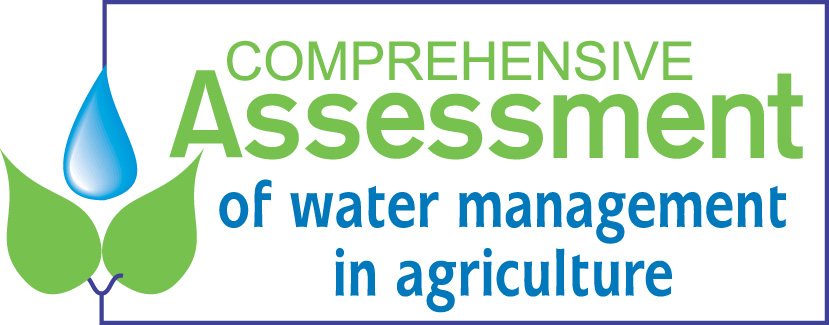 COMPREHENSIVE
Assessment
of water management
in agriculture